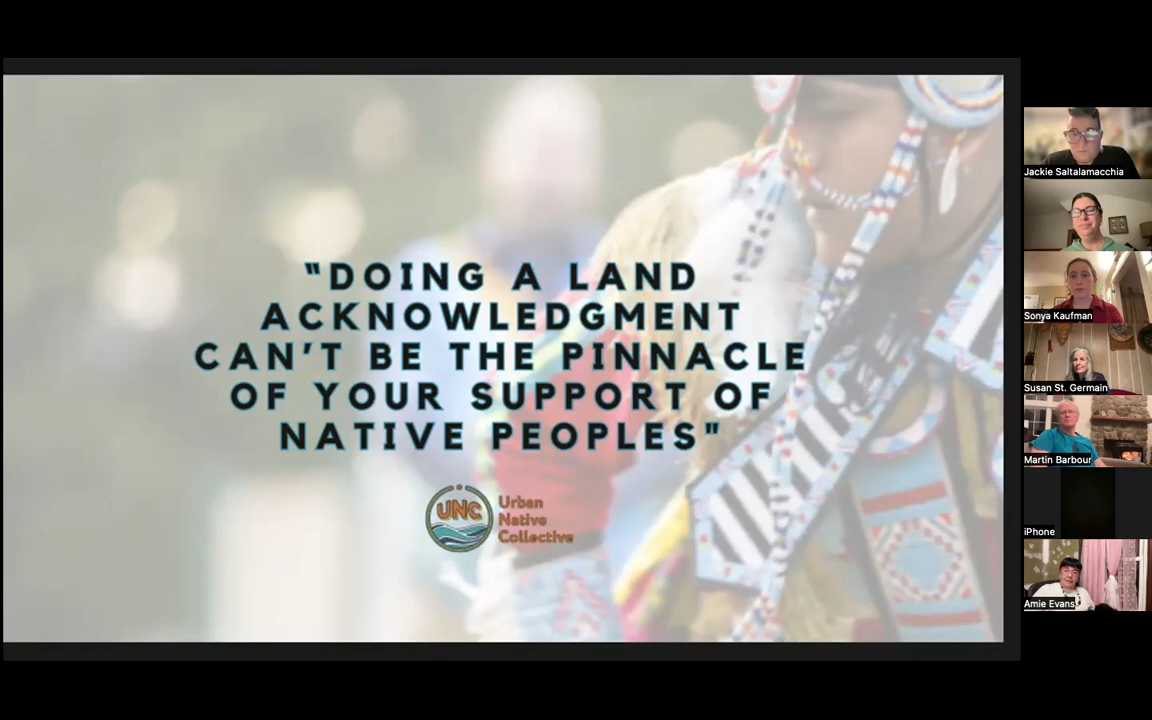 "DOING A LAND
ACKNOWLEDGMENT
CAN'T BE THE PINNACLE
OF YOUR SUPPORT OF
NATIVE PEOPLES"
UNC
Urban
Native
Collective
Jackie Saltalamacchia
Sonya Kaufman
Susan St. Germain
Martin Barbour
iPhone
Amie Evans